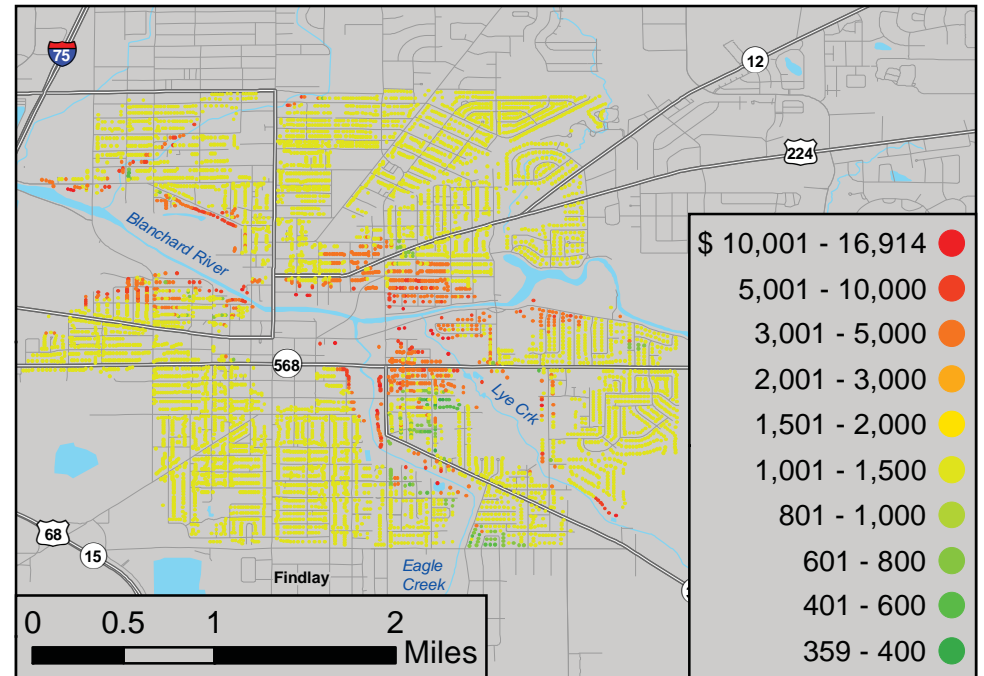 75
12
224
Blanchard River
568
Lye Crk
68
15
Findlay
Eagle
Creek
$ 10,001 - 16,914
5,001 - 10,000
3,001 - 5,000
2,001 - 3,000
1,501 - 2,000
1,001 - 1,500
801 - 1,000
601 - 800
401 - 600
359 - 400
0 0.5 1 2
Miles